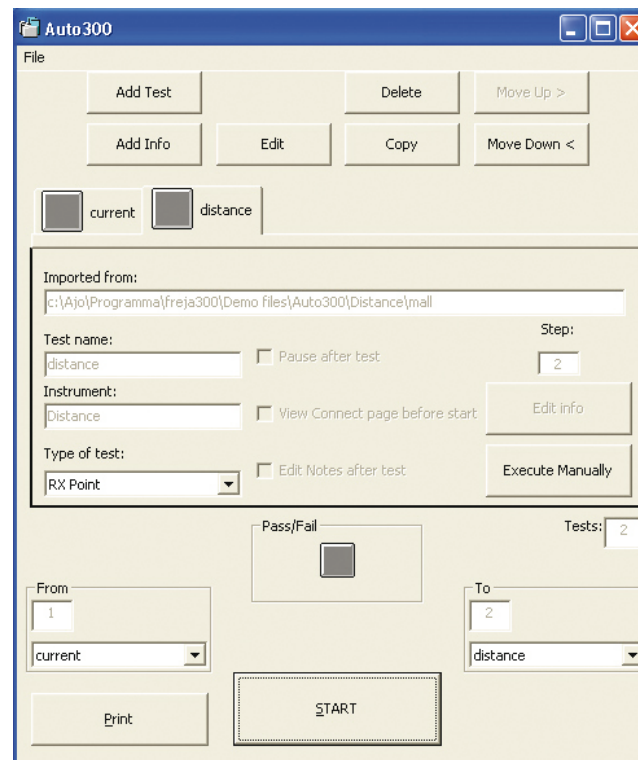 Auto300
File
Add Test
Delete
Move Up >
Add Info
Edit
Copy
Move Down <
current
distance
Imported from:
c:\Ajo\Programma\freja300\Demo files\Auto300\Distance\mall
Test name:
Step:
distance
Pause after test
2
Instrument:
Distance
View Connect page before start
Edit info
Type of test:
RX Point
Edit Notes after test
Execute Manually
Pass/Fail
Tests: 2
From
1
current
To
2
distance
Print
START